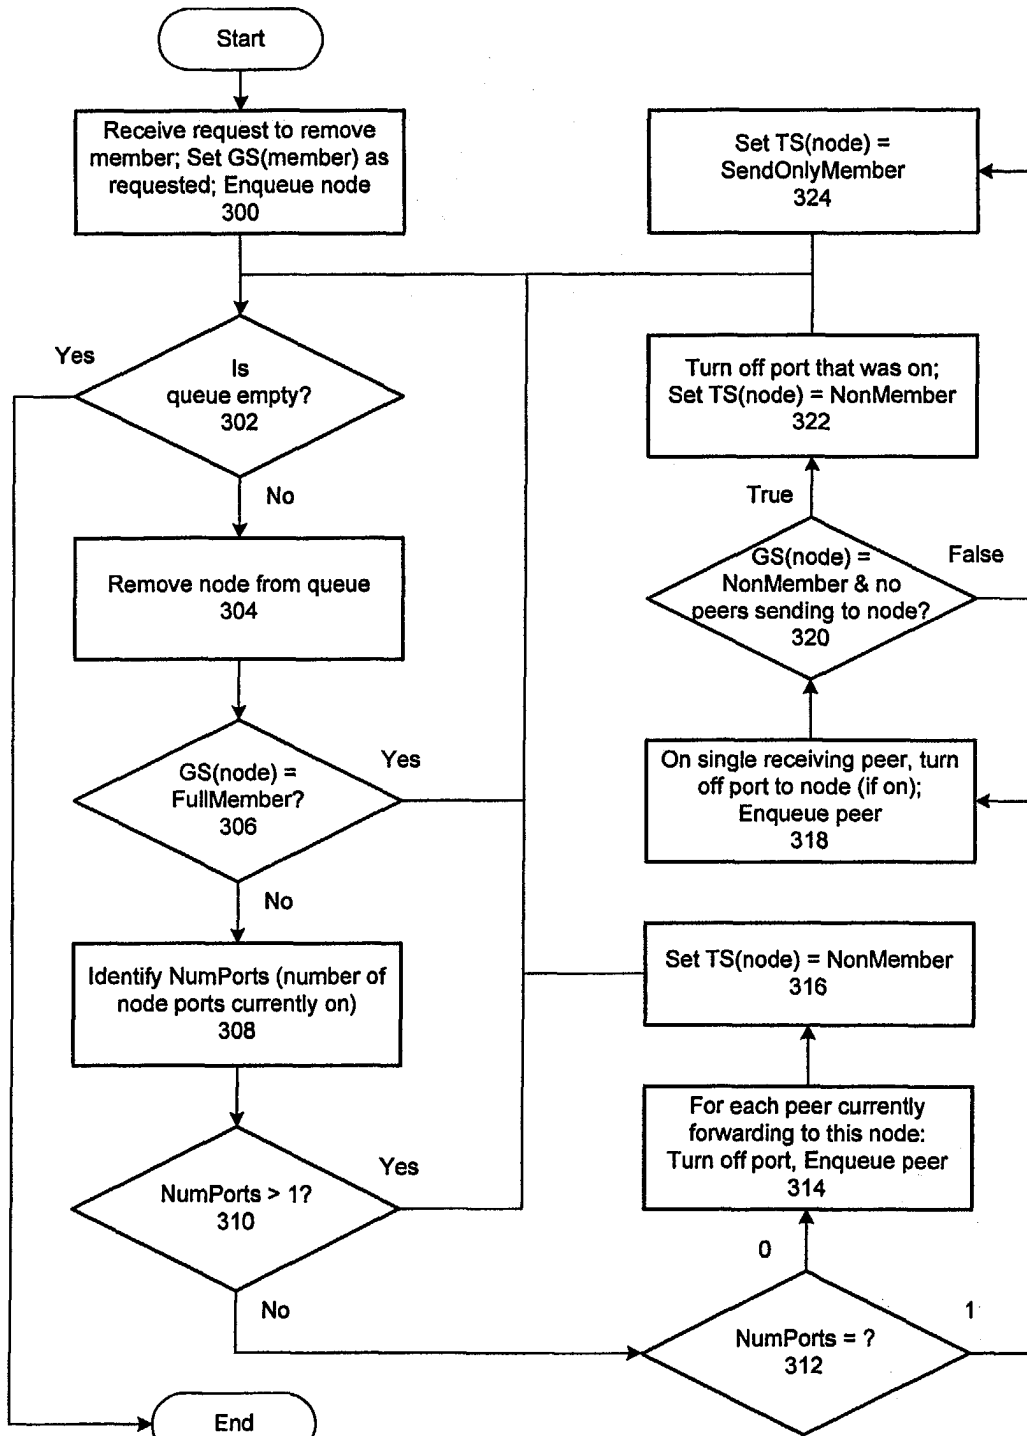 Start
Receive request to remove
member; Set GS(member) as
requested; Enqueue node
300
Yes
Is
queue empty?
302
No
Remove node from queue
304
GS(node) =
FullMember?
306
Yes
No
Identify NumPorts (number of
node ports currently on)
308
NumPorts > 1?
310
Yes
No
End
Set TS(node) =
SendOnlyMember
324
Turn off port that was on;
Set TS(node) = NonMember
322
True
GS(node) =
NonMember & no
peers sending to node?
320
False
On single receiving peer, turn
off port to node (if on);
Enqueue peer
318
Set TS(node) = NonMember
316
For each peer currently
forwarding to this node:
Turn off port, Enqueue peer
314
0
NumPorts = ?
312
1